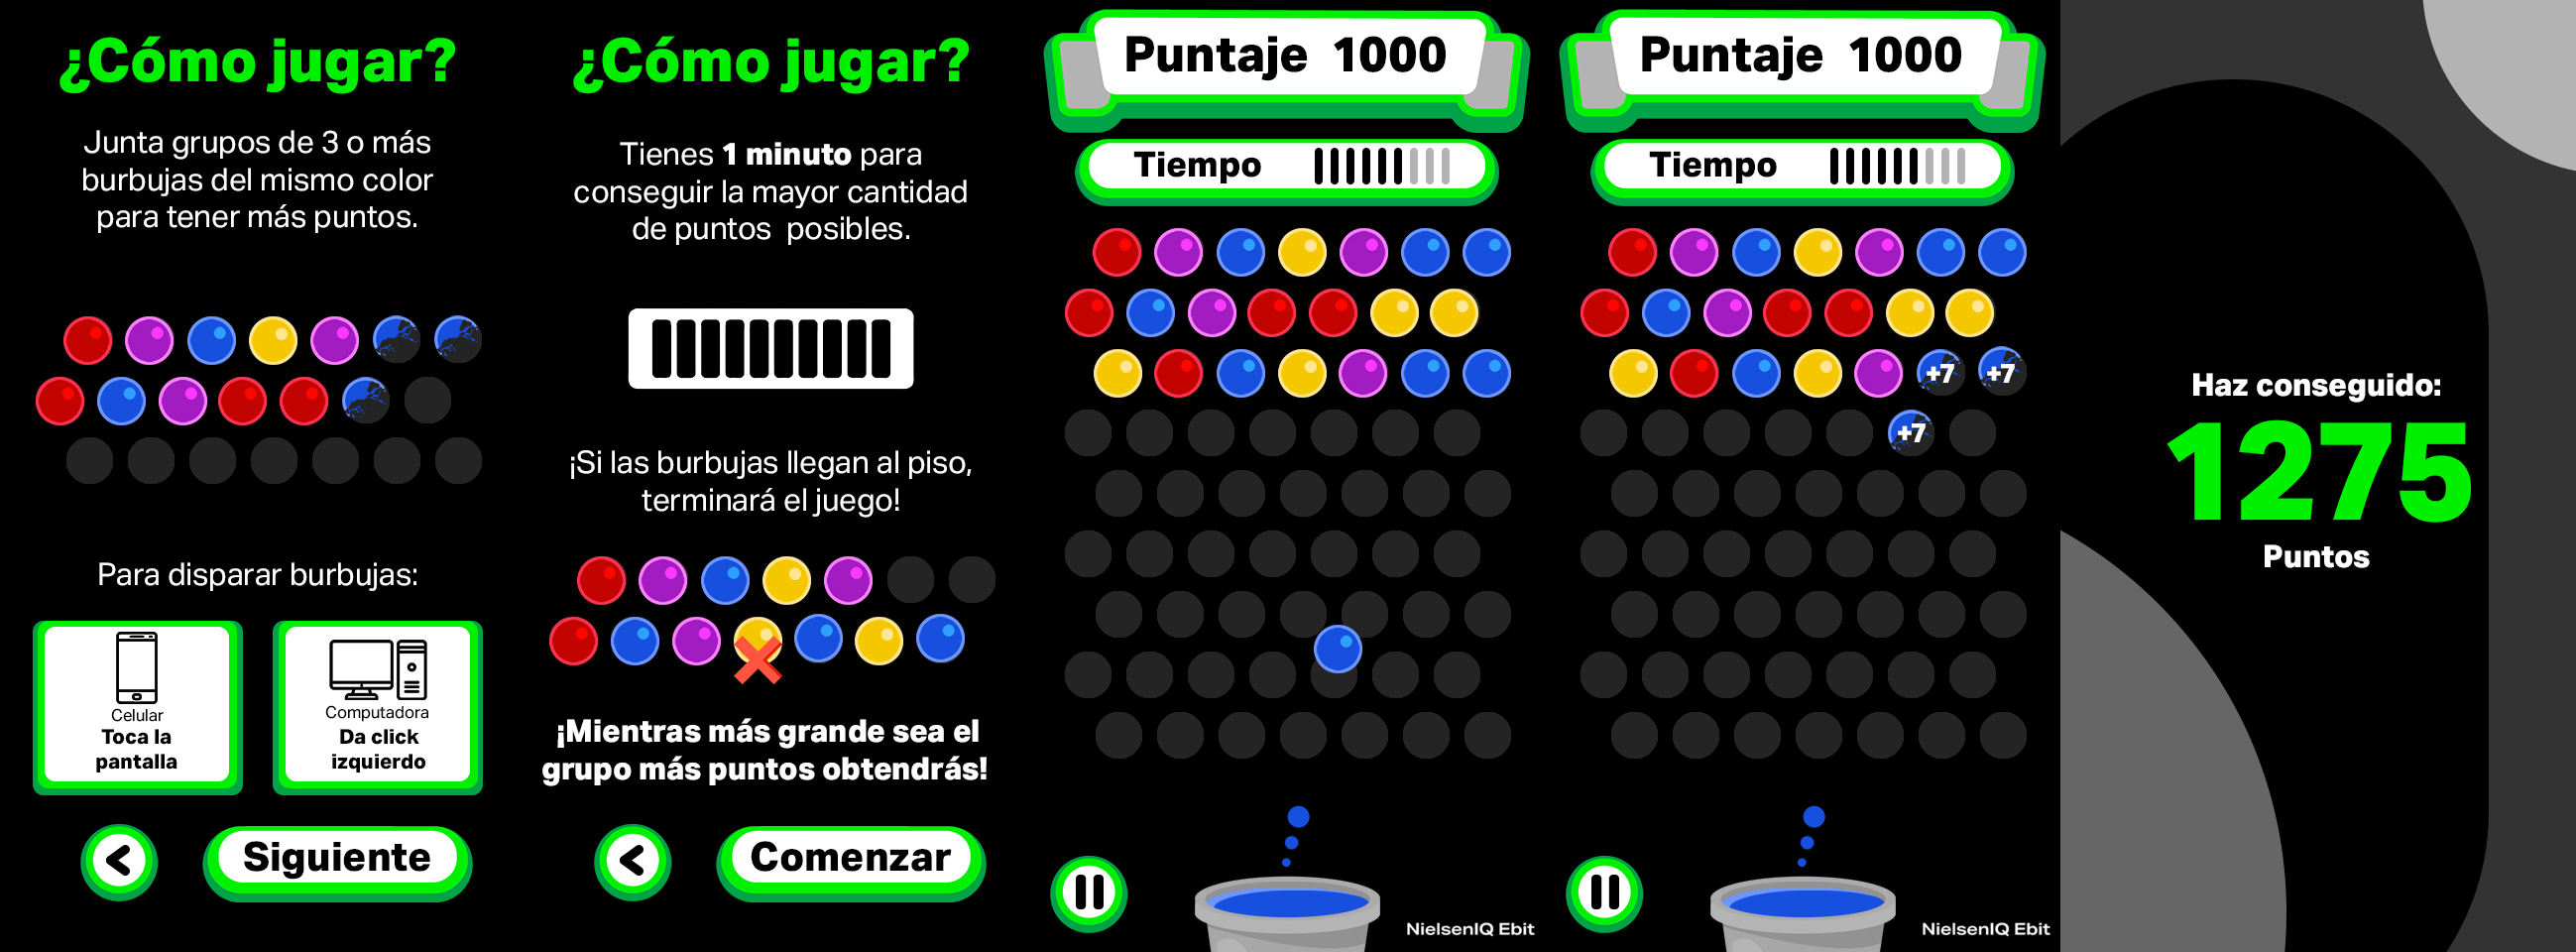 ¿Cómo jugar?
Junta grupos de 3 o más
burbujas del mismo color
para tener más puntos.
Para disparar burbujas:
Celular
Toca la
pantalla
Computadora
Da click
izquierdo
Siguiente
¿Cómo jugar?
Tienes 1 minuto para
conseguir la mayor cantidad
de puntos posibles.
¡Si las burbujas llegan al piso,
terminará el juego!
¡Mientras más grande sea el
grupo más puntos obtendrás!
Comenzar
Puntaje 1000
Tiempo
NielsenIQ Ebit
Puntaje 1000
Tiempo
+7 +7
+7
NielsenIQ Ebit
Haz conseguido:
1275
Puntos